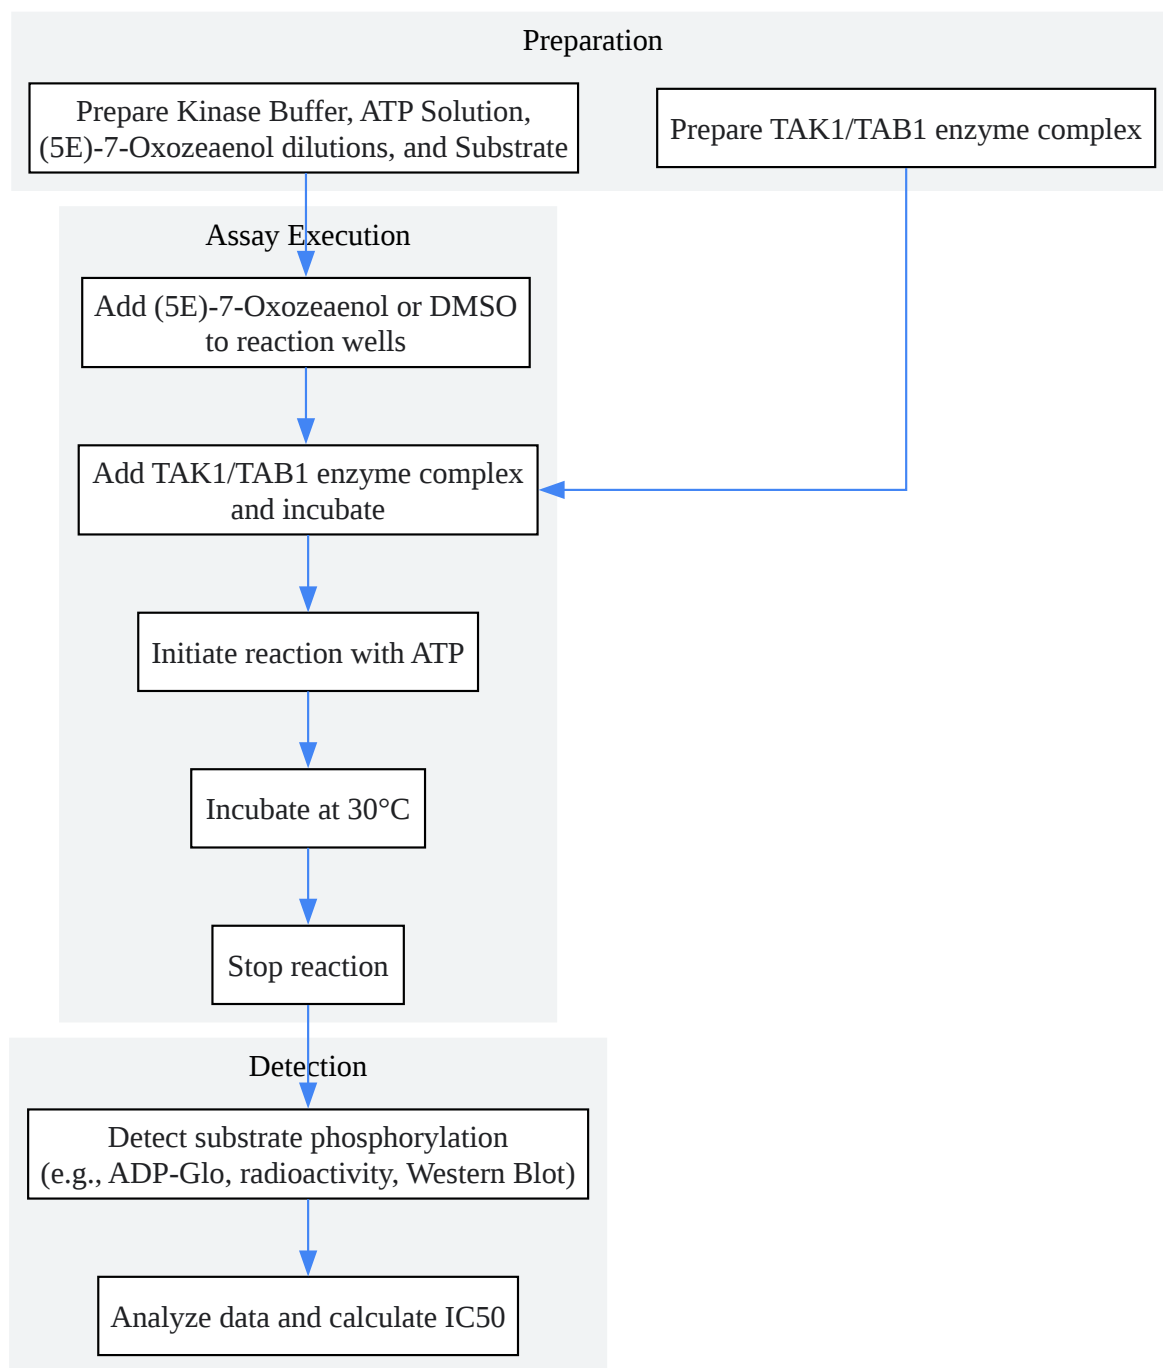 Preparation
Prepare Kinase Buffer, ATP Solution,
(5E)-7-Oxozeaenol dilutions, and Substrate
Prepare TAK1/TAB1 enzyme complex
Assay Execution
Add (5E)-7-Oxozeaenol or DMSO
to reaction wells
Add TAK1/TAB1 enzyme complex
and incubate
Initiate reaction with ATP
Incubate at 30°C
Stop reaction
Detection
Detect substrate phosphorylation
(e.g., ADP-Glo, radioactivity, Western Blot)
Analyze data and calculate IC50